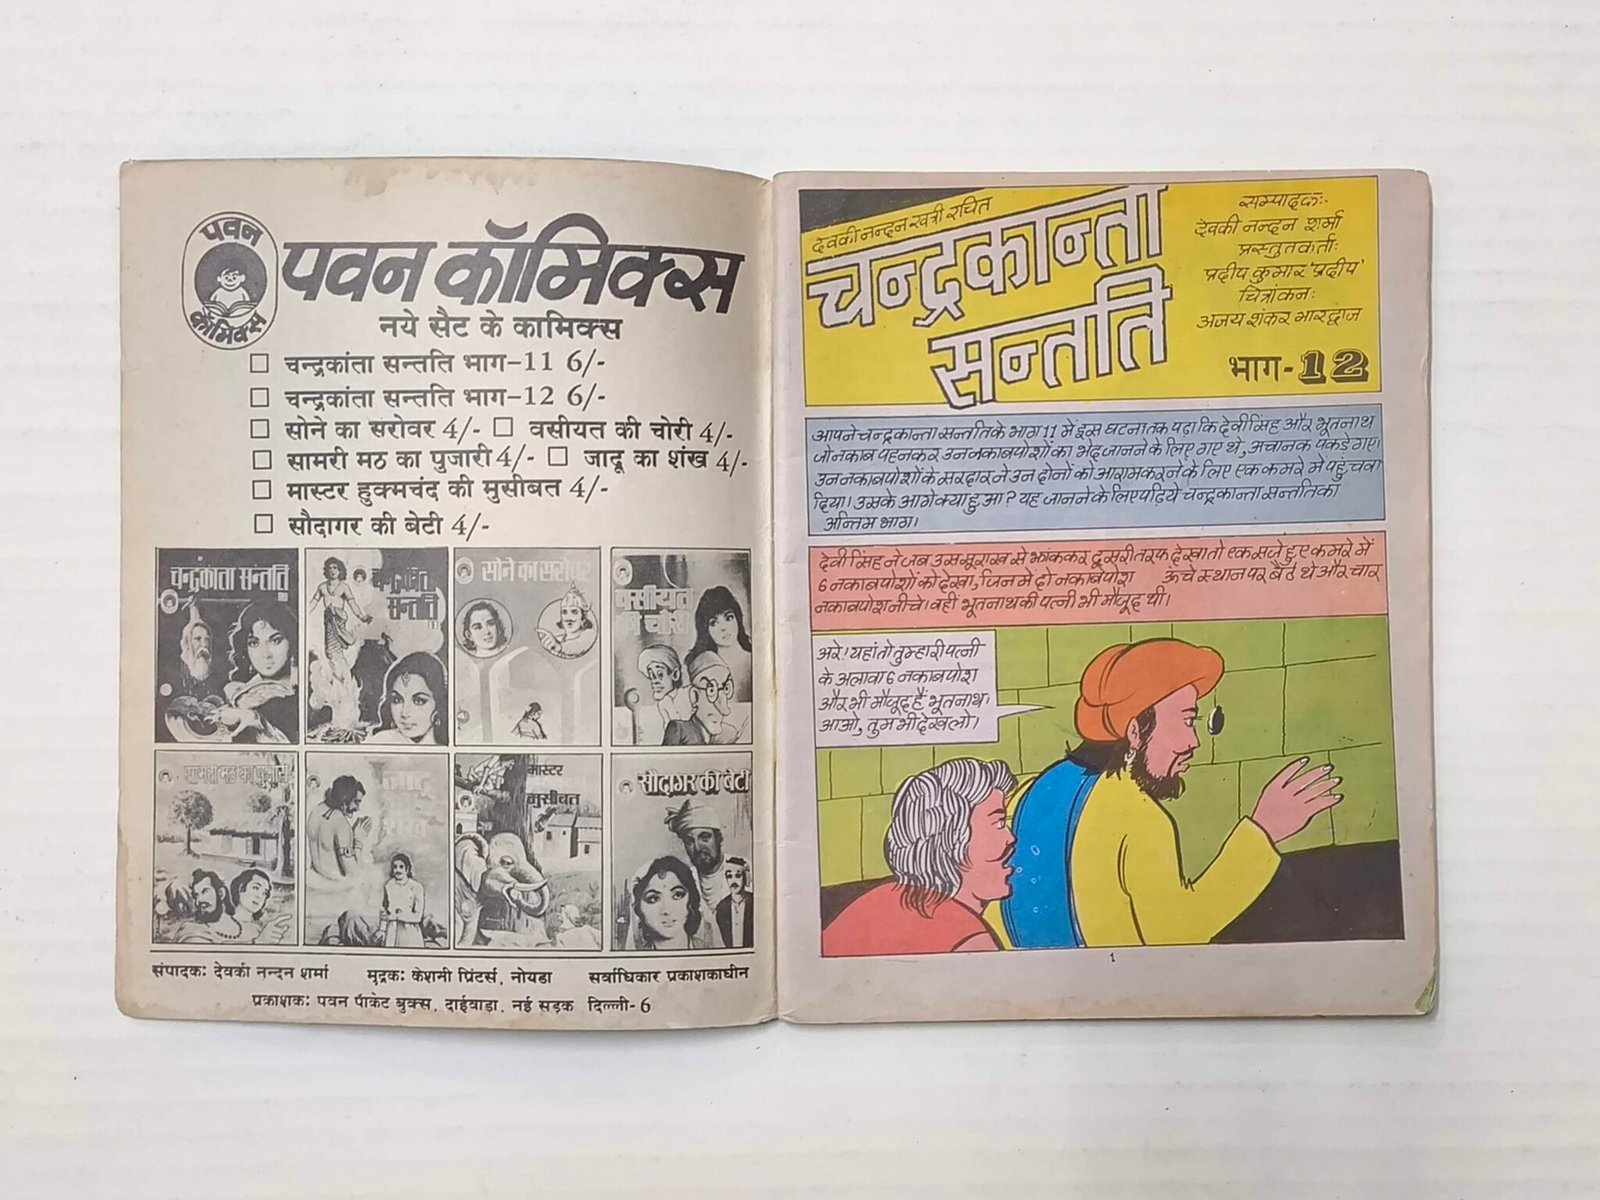 पवन
कॉमिक्स
पवन कॉमिक्स
नये सैट के कामिक्स
चन्द्रकांता सन्तति भाग-11 6/-
चन्द्रकांता सन्तति भाग-12 6/-
सोने का सरोवर 4/- वसीयत की चोरी 4/-
सामरी मठ का पुजारी 4/- जादू का शंख 4/-
मास्टर हुक्मचंद की मुसीबत 4/-
सौदागर की बेटी 4/-
चन्द्रकांता सन्तति
सन्तति
सोने का सरोवर
वसीयत
की चोरी
सामरी मठ का पुजारी
जादू
शंख
मास्टर
मुसीबत
सौदागर की बेटी
संपादक: देवकी नन्दन शर्मा मुद्रक: केशनी प्रिंटर्स, नोयडा सर्वाधिकार प्रकाशकाधीन
प्रकाशक: पवन पॉकेट बुक्स, दाईवाड़ा, नई सड़क दिल्ली-6
देवकी नन्दन खत्री रचित
चन्द्रकान्ता
सन्तति
सम्पादक:-
देवकी नन्दन शर्मा
प्रस्तुतकर्ता:
प्रदीप कुमार 'प्रदीप'
चित्रांकन:
अजय शंकर भारद्वाज
भाग-12
आपने चन्द्रकान्ता सन्तति के भाग 11 में इस घटना तक पढ़ा कि देवीसिंह और भूतनाथ
जो नकाब पहनकर उन नकाबपोशों का भेद जानने के लिए गए थे, अचानक पकड़े गए।
उन नकाबपोशों के सरदार ने उन दोनों को आराम करने के लिए एक कमरे में पहुंचवा
दिया। उसके आगे क्या हुआ? यह जानने के लिए पढ़िये चन्द्रकान्ता सन्तति का
अन्तिम भाग।
देवीसिंह ने जब उस सूराख से झांककर दूसरी तरफ देखा तो एक सजे हुए कमरे में
6 नकाबपोशों को देखा, जिनमें दो नकाबपोश ऊंचे स्थान पर बैठे थे और चार
नकाबपोश नीचे। वहीं भूतनाथ की पत्नी भी मौजूद थी।
अरे! यहां तो तुम्हारी पत्नी
के अलावा 6 नकाबपोश
और भी मौजूद हैं भूतनाथ।
आओ, तुम भी देख लो।
1